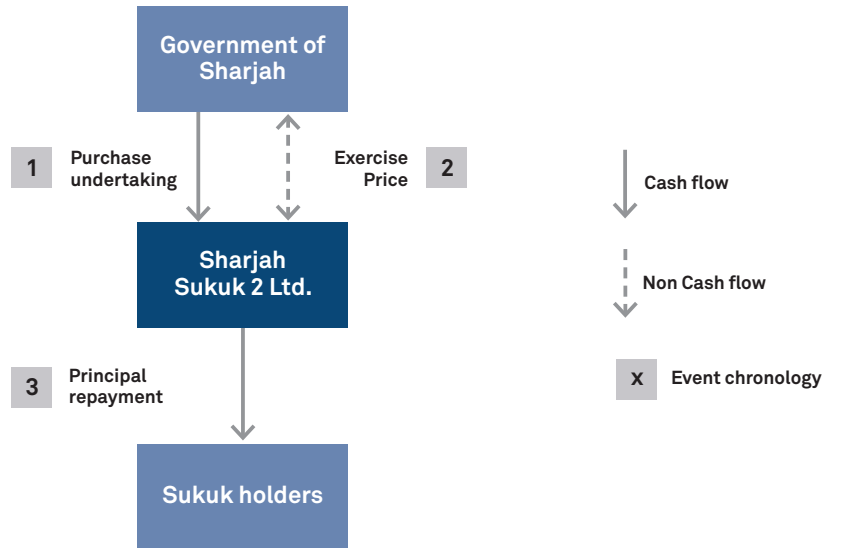 Government of
Sharjah
1
Purchase
undertaking
Exercise
Price
2
Cash flow
Sharjah
Sukuk 2 Ltd.
Non Cash flow
3
Principal
repayment
x
Event chronology
Sukuk holders